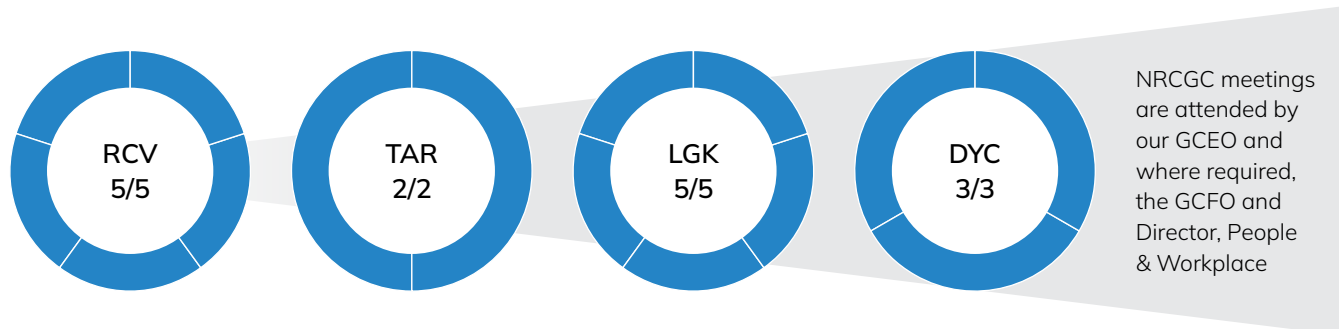 RCV
5/5
TAR
2/2
LGK
5/5
DYC
3/3
NRCGC meetings
are attended by
our GCEO and
where required,
the GCFO and
Director, People
& Workplace